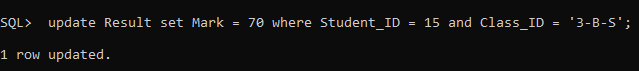 SQL>  update Result set Mark = 70 where Student_ID = 15 and Class_ID = '3-B-S';
1 row updated.